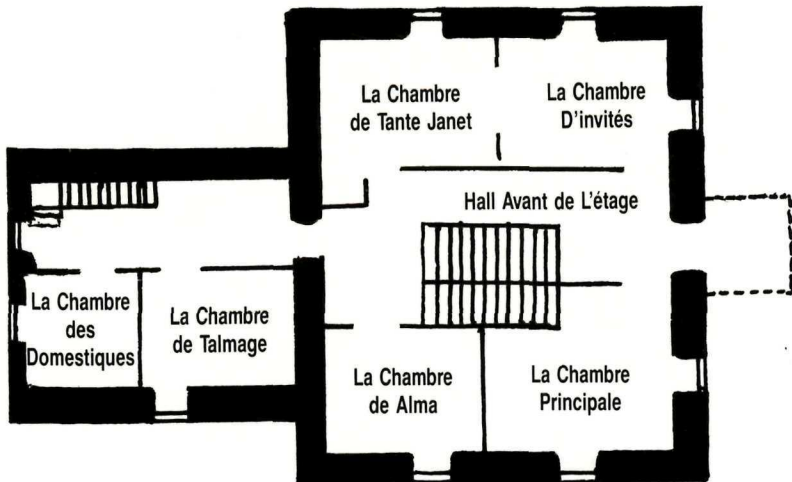 La Chambre
de Tante Janet
La Chambre
D'invités
Hall Avant de L'étage
La Chambre
des
Domestiques
La Chambre
de Talmage
La Chambre
de Alma
La Chambre
Principale